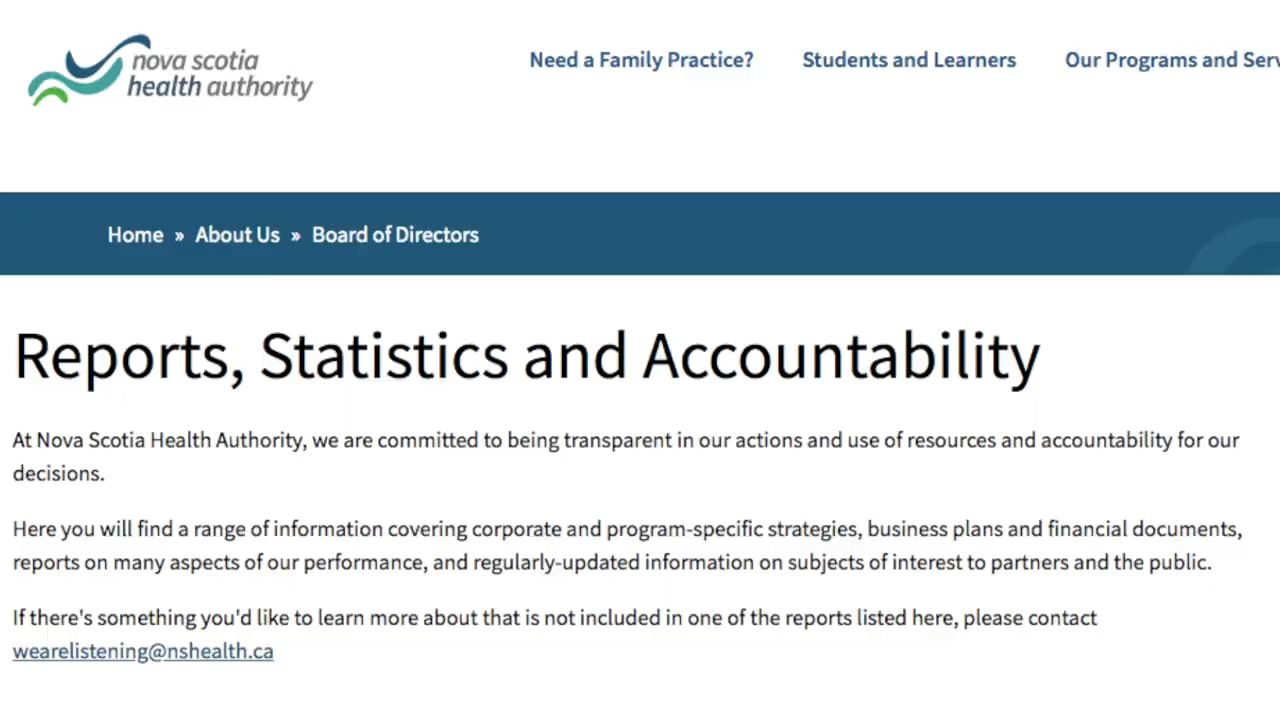 nova scotia
health authority
Need a Family Practice? Students and Learners Our Programs and Serv
Home » About Us » Board of Directors
Reports, Statistics and Accountability
At Nova Scotia Health Authority, we are committed to being transparent in our actions and use of resources and accountability for our
decisions.
Here you will find a range of information covering corporate and program-specific strategies, business plans and financial documents,
reports on many aspects of our performance, and regularly-updated information on subjects of interest to partners and the public.
If there's something you'd like to learn more about that is not included in one of the reports listed here, please contact
wearelistening@nshealth.ca